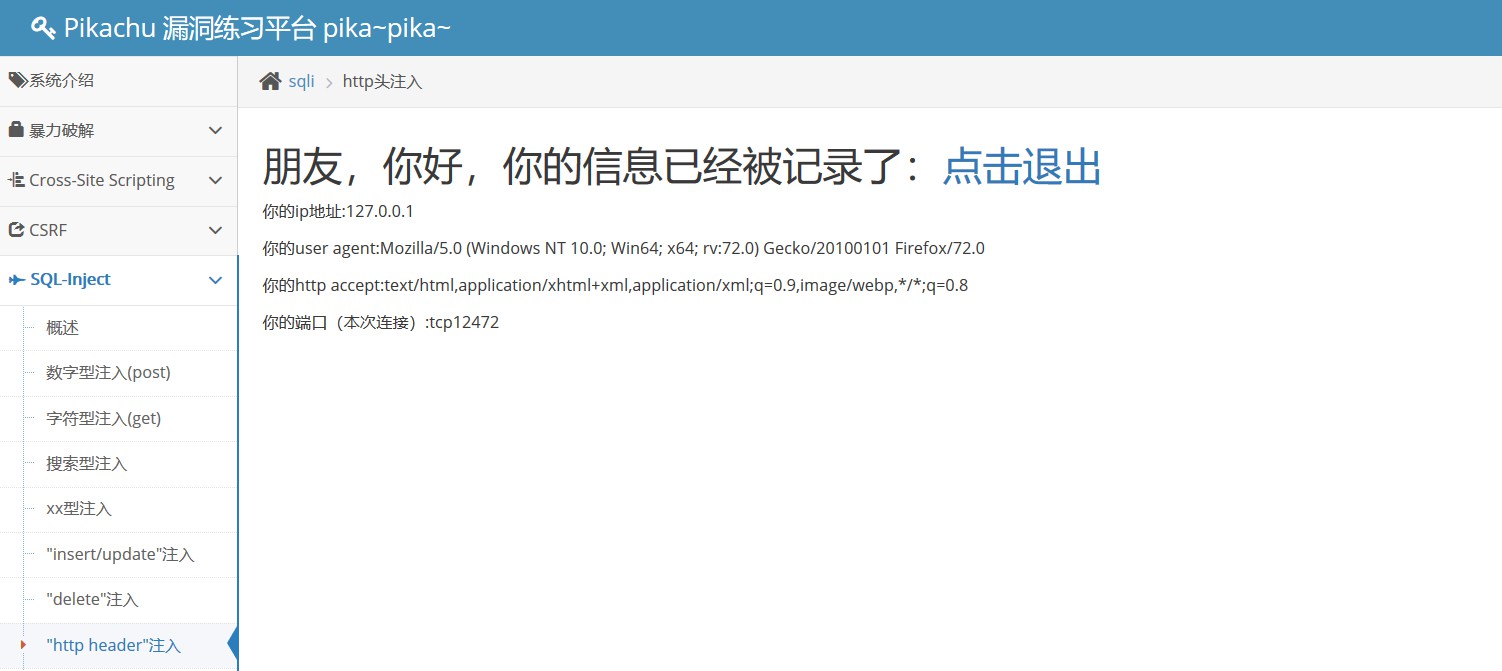 Pikachu 漏洞练习平台 pika~pika~
系统介绍
暴力破解
Cross-Site Scripting
CSRF
SQL-Inject
概述
数字型注入(post)
字符型注入(get)
搜索型注入
xx型注入
"insert/update"注入
"delete"注入
"http header"注入
sqli > http头注入
朋友，你好，你的信息已经被记录了：点击退出
你的ip地址:127.0.0.1
你的user agent:Mozilla/5.0 (Windows NT 10.0; Win64; x64; rv:72.0) Gecko/20100101 Firefox/72.0
你的http accept:text/html,application/xhtml+xml,application/xml;q=0.9,image/webp,*/*;q=0.8
你的端口（本次连接）:tcp12472